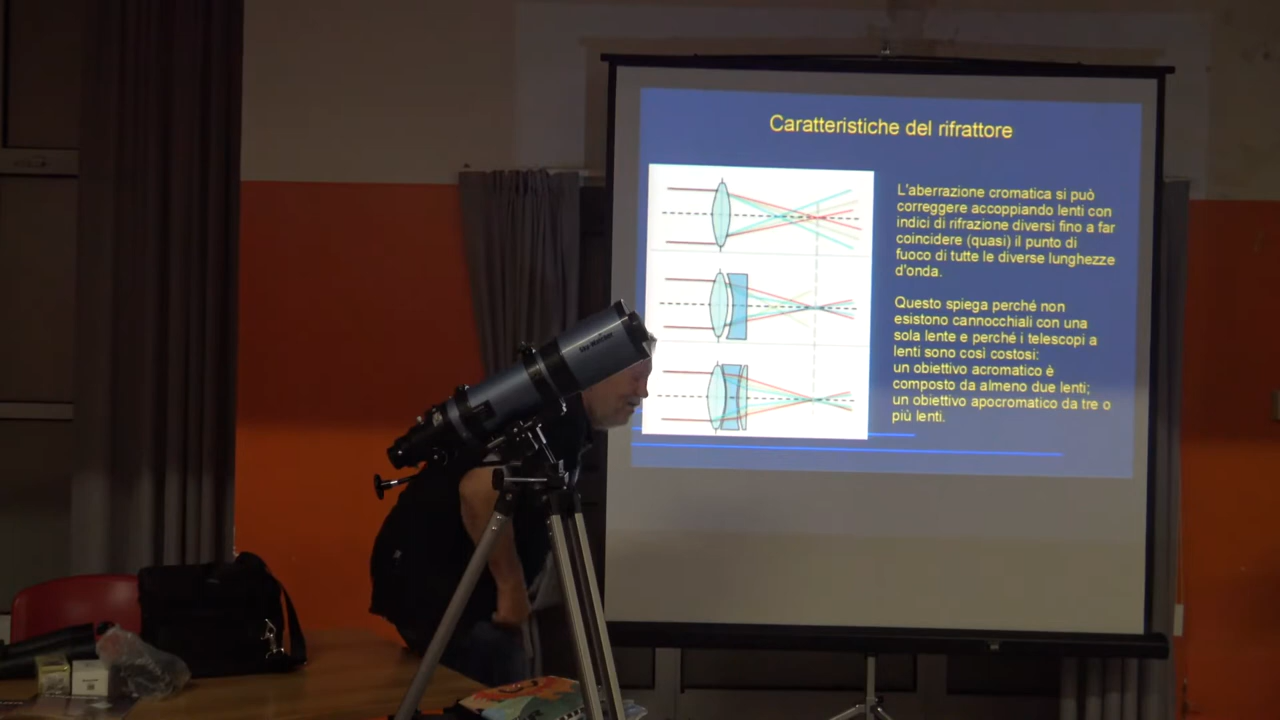 Caratteristiche del rifrattore
L'aberrazione cromatica si può
correggere accoppiando lenti con
indici di rifrazione diversi fino a far
coincidere (quasi) il punto di
fuoco di tutte le diverse lunghezze
d'onda.
Questo spiega perché non
esistono cannocchiali con una
sola lente e perché i telescopi a
lenti sono così costosi:
un obiettivo acromatico è
composto da almeno due lenti;
un obiettivo apocromatico da tre o
più lenti.
Sky-Watcher